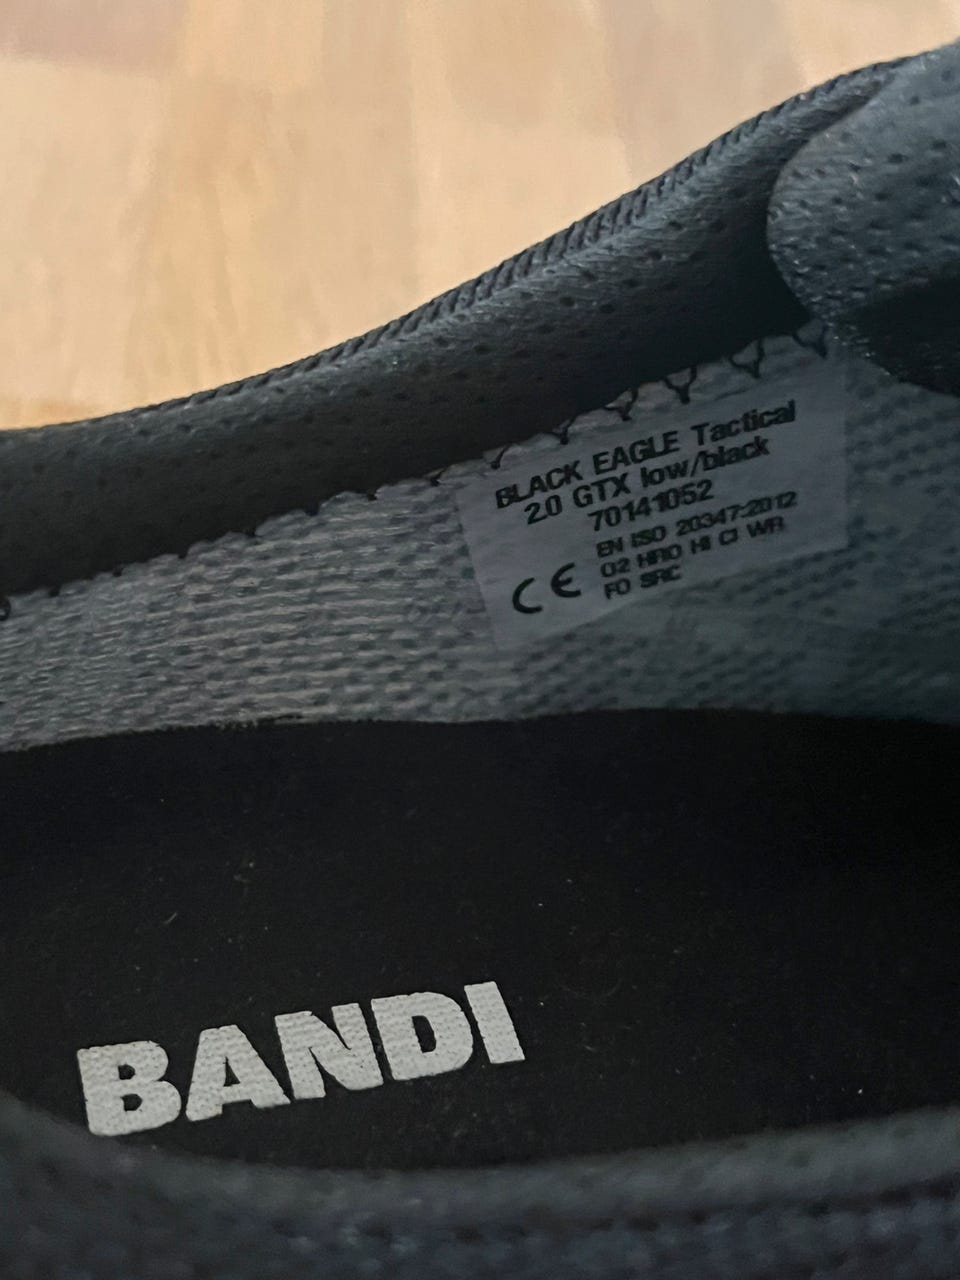 BLACK EAGLE Tactical
2.0 GTX low/black
70141052
EN ISO 20347:2012
CE 02 HRO HI CI WR
FO SRC
BANDI